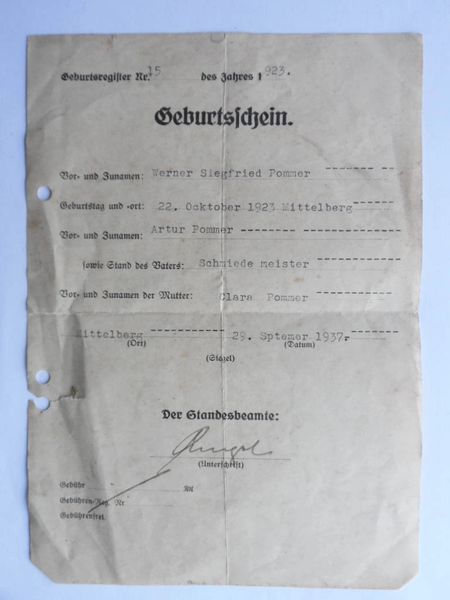 Geburtsregister Nr. 15 des Jahres 1923.
Geburtsschein.
Vor- und Zunamen: Werner Siegfried Pommer
Geburtstag und -ort: 22. Ocktober 1923 Mittelberg
Vor- und Zunamen: Artur Pommer
sowie Stand des Vaters: Schmiede meister
Vor- und Zunamen der Mutter: Clara Pommer
Mittelberg 29. Sptemer 1937.
(Ort) (Siegel) (Datum)
Der Standesbeamte:
(Unterschrift)
Gebühr RM
Gebühren-Reg. Nr
Gebührenfrei